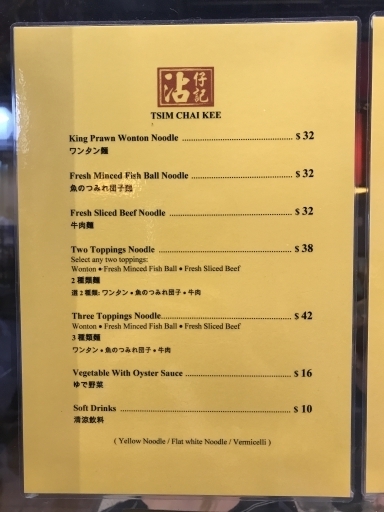 沾仔記
TSIM CHAI KEE
King Prawn Wonton Noodle ........ $ 32
ワンタン麵
Fresh Minced Fish Ball Noodle ........ $ 32
魚のつみれ団子麵
Fresh Sliced Beef Noodle ........ $ 32
牛肉麵
Two Toppings Noodle ........ $ 38
Select any two toppings:
Wonton ● Fresh Minced Fish Ball ● Fresh Sliced Beef
2 種類麵
選 2 種類: ワンタン ● 魚のつみれ団子 ● 牛肉
Three Toppings Noodle ........ $ 42
Wonton ● Fresh Minced Fish Ball ● Fresh Sliced Beef
3 種類麵
ワンタン ● 魚のつみれ団子 ● 牛肉
Vegetable With Oyster Sauce ........ $ 16
ゆで野菜
Soft Drinks ........ $ 10
清涼飲料
( Yellow Noodle / Flat white Noodle / Vermicelli )